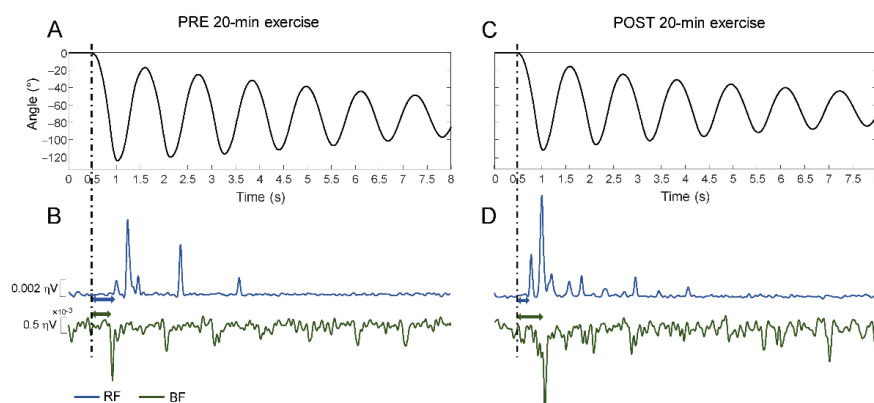 PRE 20-min exercise
POST 20-min exercise
A
C
0
−20
−40
−60
−80
−100
−120
Angle (°)
0 0.5 1 1.5 2 2.5 3 3.5 4 4.5 5 5.5 6 6.5 7 7.5 8
0 0.5 1 1.5 2 2.5 3 3.5 4 4.5 5 5.5 6 6.5 7 7.5 8
Time (s)
Time (s)
B
D
0.002 ηV
×10-3
0.5 ηV
RF BF